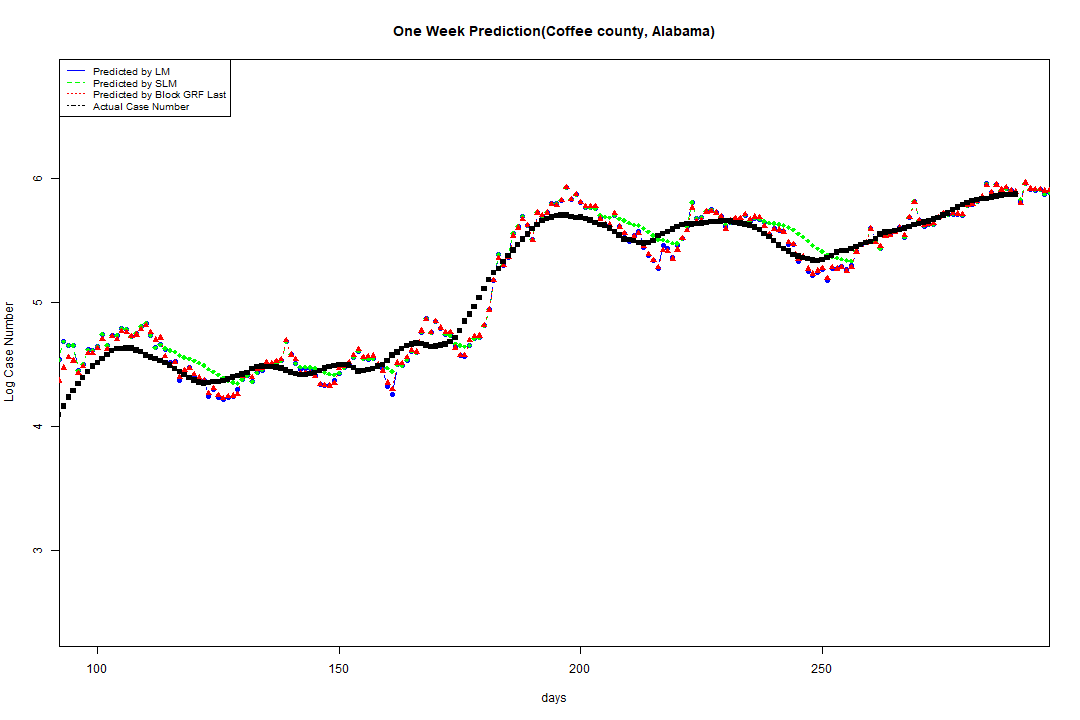 One Week Prediction(Coffee county, Alabama)
Predicted by LM
Predicted by SLM
Predicted by Block GRF Last
Actual Case Number
6
5
4
3
Log Case Number
100 150 200 250
days